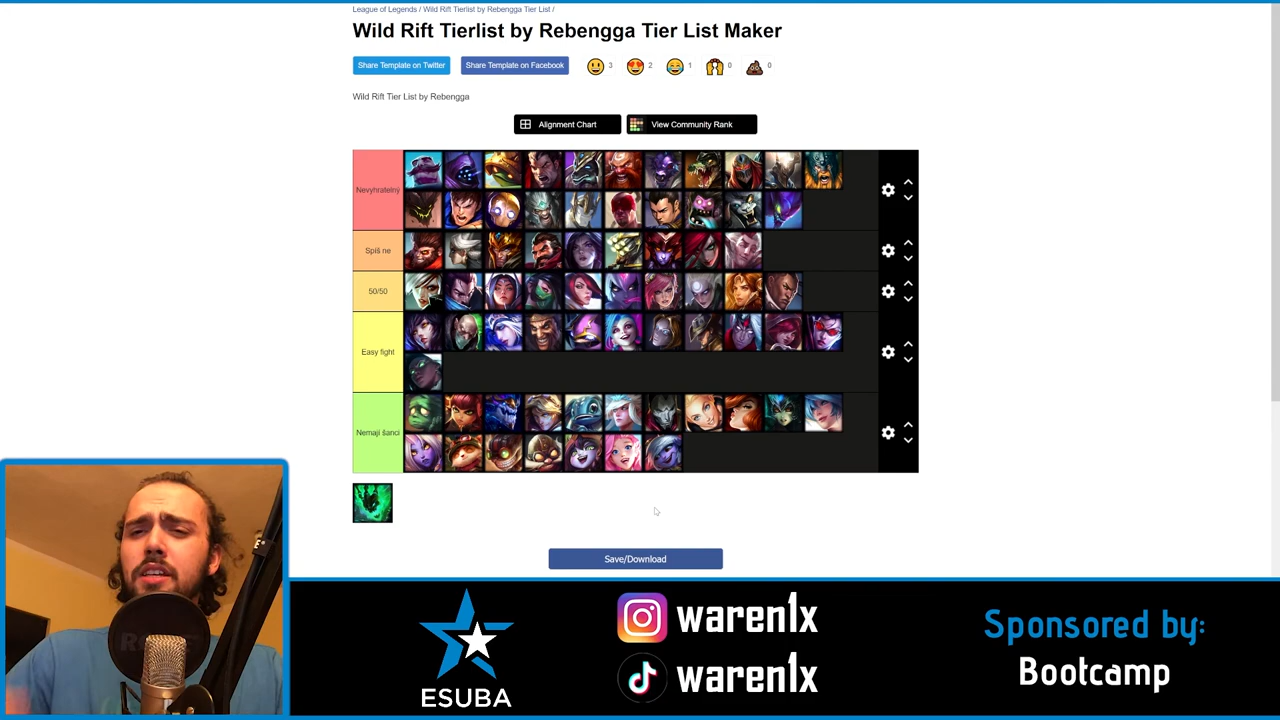 League of Legends / Wild Rift Tierlist by Rebengga Tier List /
Wild Rift Tierlist by Rebengga Tier List Maker
Share Template on Twitter
Share Template on Facebook
3
2
1
0
0
Wild Rift Tier List by Rebengga
Alignment Chart
View Community Rank
Nevyhratelný
Spíš ne
50/50
Easy fight
Nemají šanci
Save/Download
ESUBA
waren1x
waren1x
Sponsored by:
Bootcamp